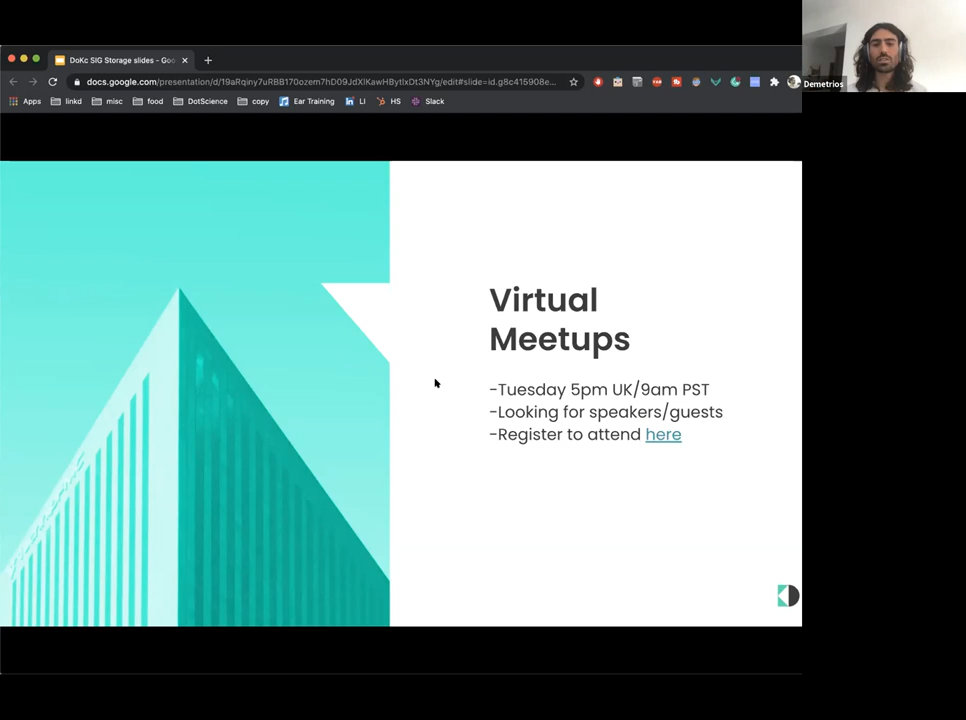 DoKc SIG Storage slides - Goo
docs.google.com/presentation/d/19aRqiny7uRBB170ozem7hD09JdXlKawHBytlxDt3NYg/edit#slide=id.g8c415908e...
Apps linkd misc food DotScience copy Ear Training LI HS Slack
Demetrios
Virtual
Meetups
-Tuesday 5pm UK/9am PST
-Looking for speakers/guests
-Register to attend here